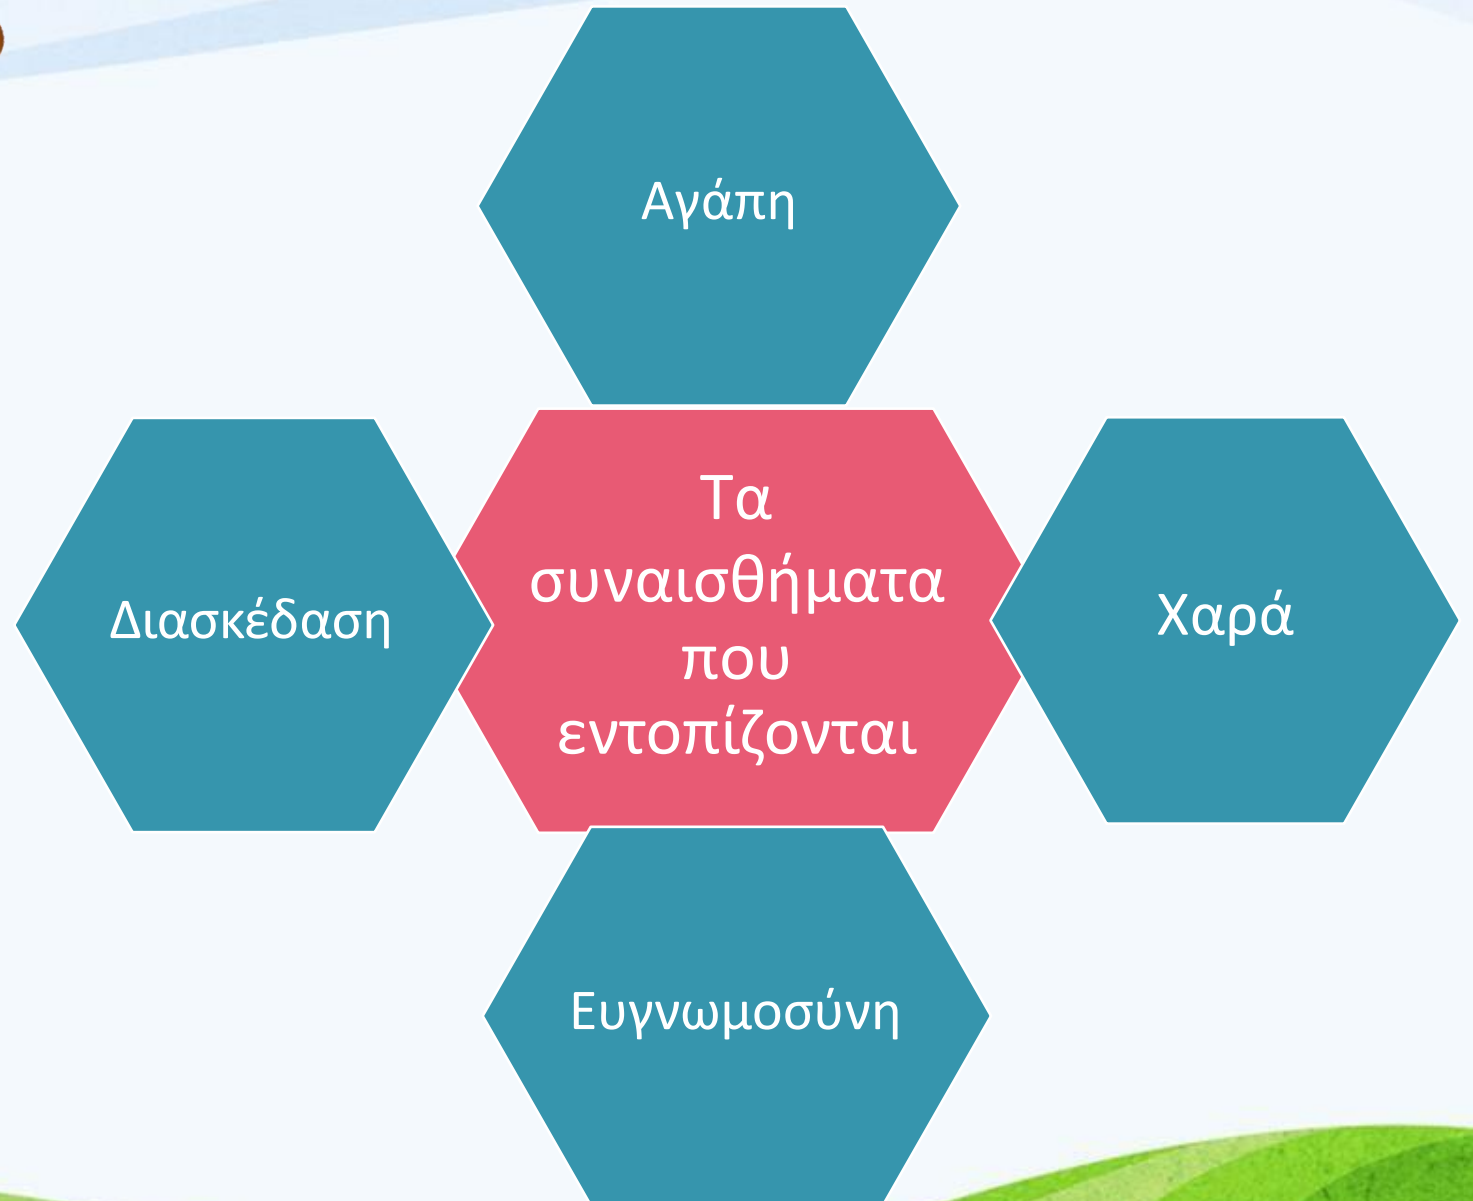 Αγάπη
Τα
συναισθήματα
που
εντοπίζονται
Διασκέδαση
Χαρά
Ευγνωμοσύνη